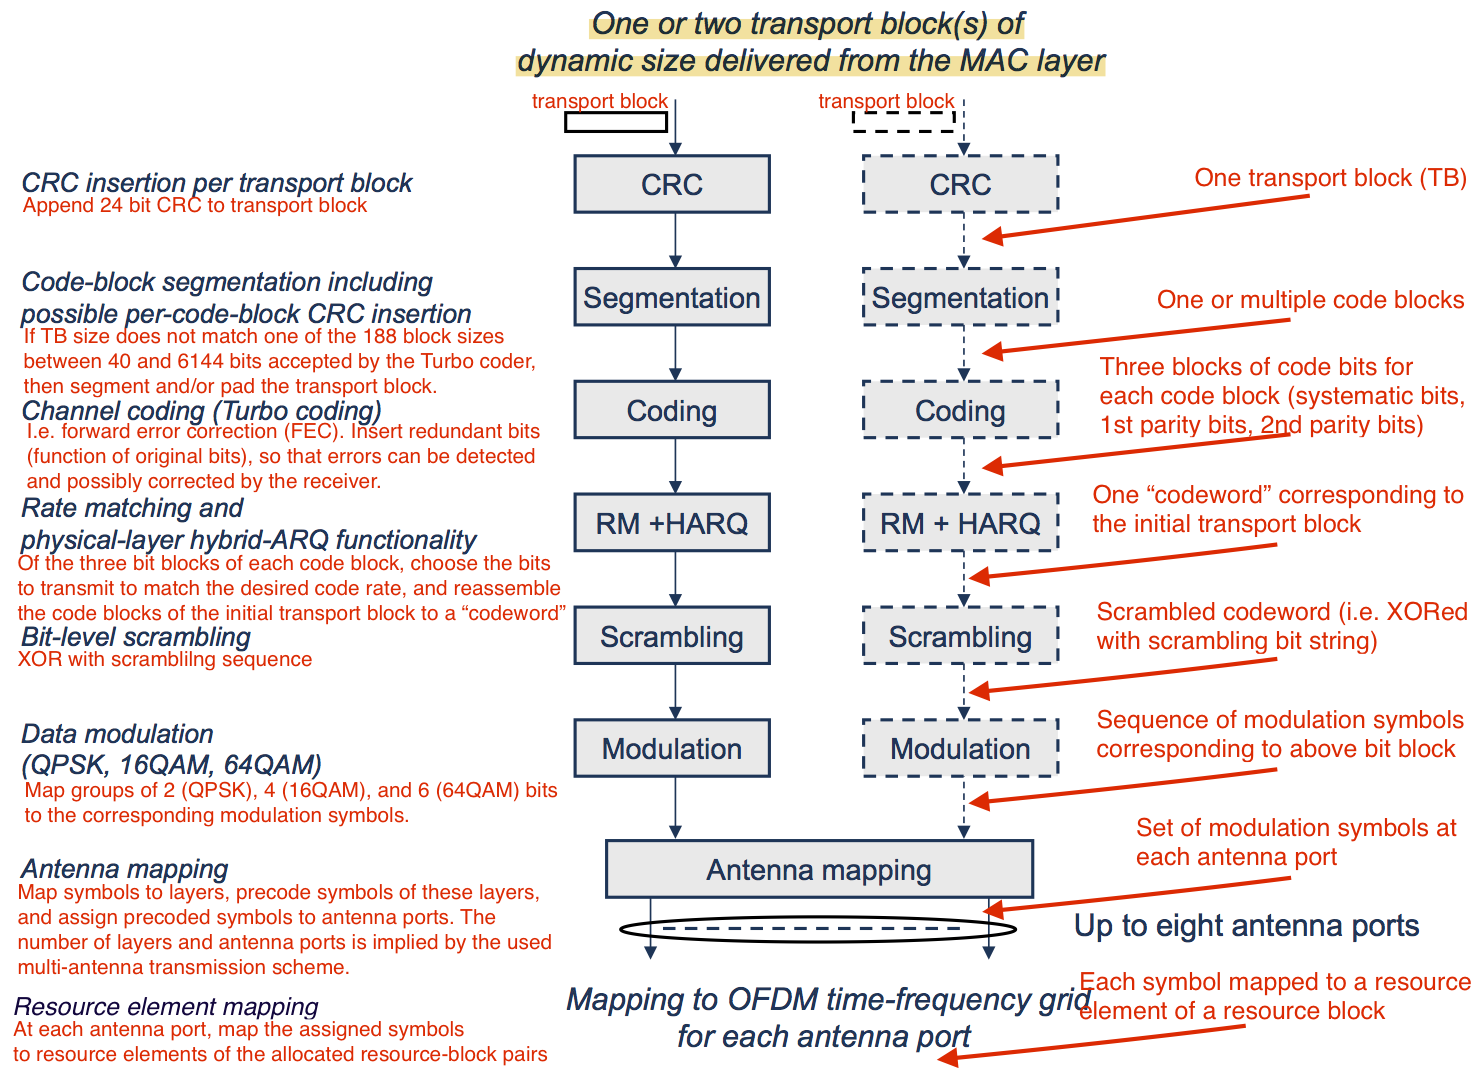 One or two transport block(s) of
dynamic size delivered from the MAC layer
transport block
transport block
CRC insertion per transport block
Append 24 bit CRC to transport block
CRC
CRC
One transport block (TB)
Code-block segmentation including
possible per-code-block CRC insertion
If TB size does not match one of the 188 block sizes
between 40 and 6144 bits accepted by the Turbo coder,
then segment and/or pad the transport block.
Segmentation
Segmentation
One or multiple code blocks
Channel coding (Turbo coding)
I.e. forward error correction (FEC). Insert redundant bits
(function of original bits), so that errors can be detected
and possibly corrected by the receiver.
Coding
Coding
Three blocks of code bits for
each code block (systematic bits,
1st parity bits, 2nd parity bits)
Rate matching and
physical-layer hybrid-ARQ functionality
Of the three bit blocks of each code block, choose the bits
to transmit to match the desired code rate, and reassemble
the code blocks of the initial transport block to a “codeword”
RM +HARQ
RM + HARQ
One “codeword” corresponding to
the initial transport block
Bit-level scrambling
XOR with scramblilng sequence
Scrambling
Scrambling
Scrambled codeword (i.e. XORed
with scrambling bit string)
Data modulation
(QPSK, 16QAM, 64QAM)
Map groups of 2 (QPSK), 4 (16QAM), and 6 (64QAM) bits
to the corresponding modulation symbols.
Modulation
Modulation
Sequence of modulation symbols
corresponding to above bit block
Antenna mapping
Map symbols to layers, precode symbols of these layers,
and assign precoded symbols to antenna ports. The
number of layers and antenna ports is implied by the used
multi-antenna transmission scheme.
Antenna mapping
Set of modulation symbols at
each antenna port
Up to eight antenna ports
Resource element mapping
At each antenna port, map the assigned symbols
to resource elements of the allocated resource-block pairs
Mapping to OFDM time-frequency grid
for each antenna port
Each symbol mapped to a resource
element of a resource block